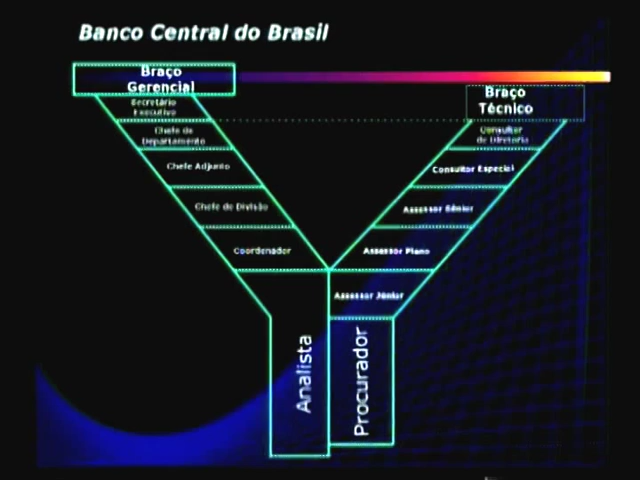 Banco Central do Brasil
Braço
Gerencial
Braço
Técnico
Secretário
Executivo
Consultor
de Diretoria
Chefe de
Departamento
Chefe Adjunto
Consultor Especial
Chefe de Divisão
Assessor Sênior
Coordenador
Assessor Pleno
Assessor Júnior
Analista
Procurador